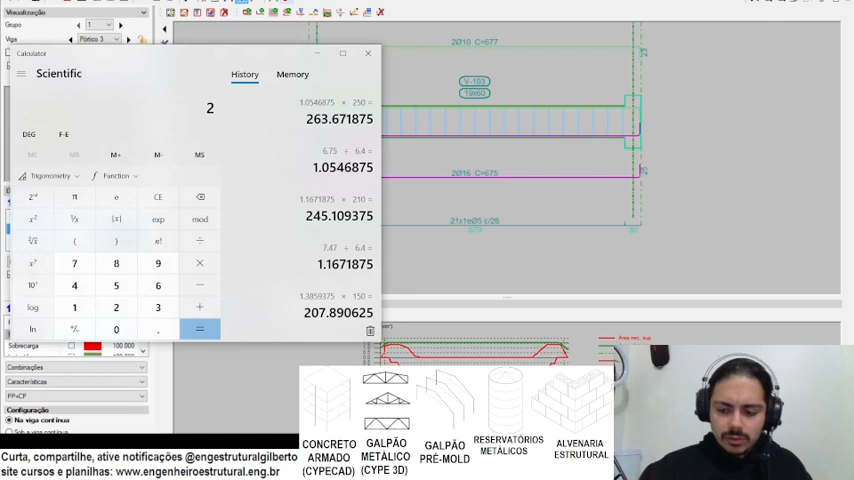 Visualização
Grupo
1
Viga
Pórtico 3
Calculator
Scientific
History
Memory
2
1.0546875 × 250 =
263.671875
6.75 ÷ 6.4 =
1.0546875
1.1671875 × 210 =
245.109375
7.47 ÷ 6.4 =
1.1671875
1.3859375 × 150 =
207.890625
DEG
F-E
MC
MR
M+
M-
MS
Trigonometry
Function
2ⁿᵈ
π
e
CE
x²
¹/x
|x|
exp
mod
²√x
(
)
n!
÷
xʸ
7
8
9
×
10ˣ
4
5
6
−
log
1
2
3
+
ln
+/-
0
.
=
2Ø10 C=677
V-103
19x60
2Ø16 C=675
25
21x1eØ5 c/26
570
30
Sobrecarga
100.000
100.000
Combinações
Características
PP+CP
Configuração
Na viga contínua
CONCRETO
ARMADO
(CYPECAD)
GALPÃO
METÁLICO
(CYPE 3D)
GALPÃO
PRÉ-MOLD
RESERVATÓRIOS
METÁLICOS
ALVENARIA
ESTRUTURAL
Curta, compartilhe, ative notificações @engestruturalgilberto
site cursos e planilhas: www.engenheiroestrutural.eng.br